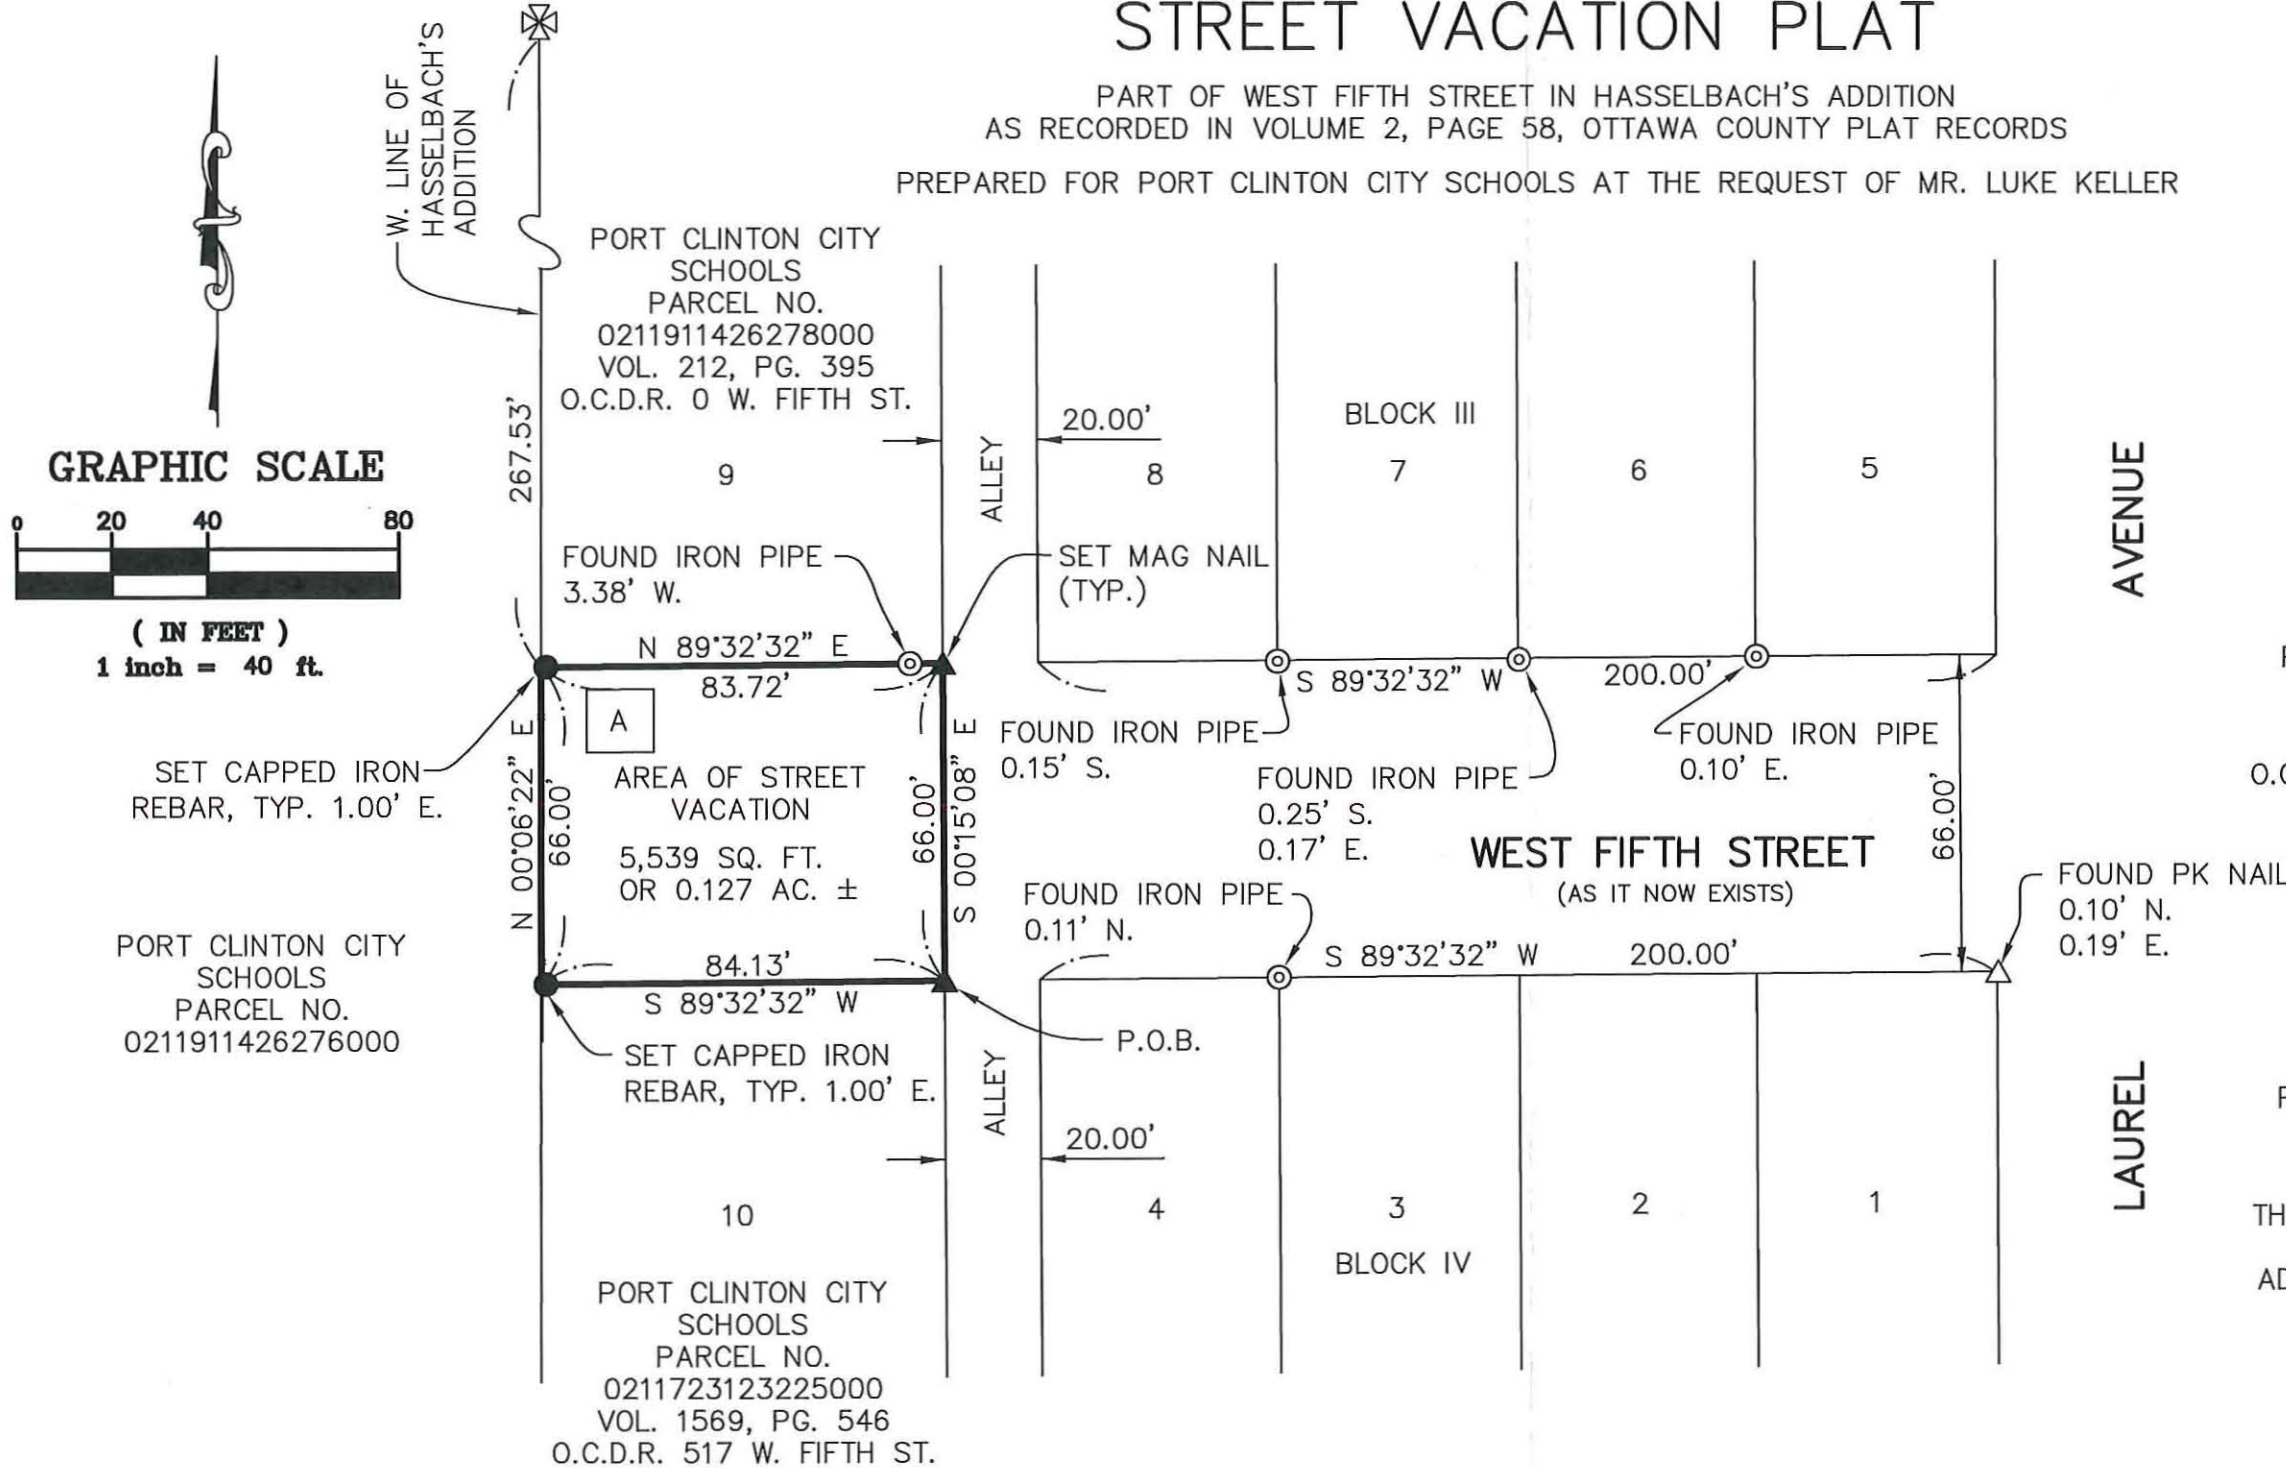 STREET VACATION PLAT
PART OF WEST FIFTH STREET IN HASSELBACH'S ADDITION
AS RECORDED IN VOLUME 2, PAGE 58, OTTAWA COUNTY PLAT RECORDS
PREPARED FOR PORT CLINTON CITY SCHOOLS AT THE REQUEST OF MR. LUKE KELLER
W. LINE OF
HASSELBACH'S
ADDITION
PORT CLINTON CITY
SCHOOLS
PARCEL NO.
0211911426278000
VOL. 212, PG. 395
O.C.D.R. 0 W. FIFTH ST.
267.53'
9
ALLEY
20.00'
8
BLOCK III
7
6
5
AVENUE
GRAPHIC SCALE
0 20 40 80
( IN FEET )
1 inch = 40 ft.
FOUND IRON PIPE
3.38' W.
SET MAG NAIL
(TYP.)
N 89°32'32" E
83.72'
S 89°32'32" W 200.00'
A
SET CAPPED IRON
REBAR, TYP. 1.00' E.
N 00°06'22" E
66.00'
AREA OF STREET
VACATION
5,539 SQ. FT.
OR 0.127 AC. ±
66.00'
S 00°15'08" E
FOUND IRON PIPE
0.15' S.
FOUND IRON PIPE
0.25' S.
0.17' E.
FOUND IRON PIPE
0.10' E.
66.00'
WEST FIFTH STREET
(AS IT NOW EXISTS)
FOUND PK NAIL
0.10' N.
0.19' E.
FOUND IRON PIPE
0.11' N.
S 89°32'32" W 200.00'
84.13'
S 89°32'32" W
PORT CLINTON CITY
SCHOOLS
PARCEL NO.
0211911426276000
P.O.B.
SET CAPPED IRON
REBAR, TYP. 1.00' E.
ALLEY
20.00'
LAUREL
10
4
3
2
1
BLOCK IV
PORT CLINTON CITY
SCHOOLS
PARCEL NO.
0211723123225000
VOL. 1569, PG. 546
O.C.D.R. 517 W. FIFTH ST.